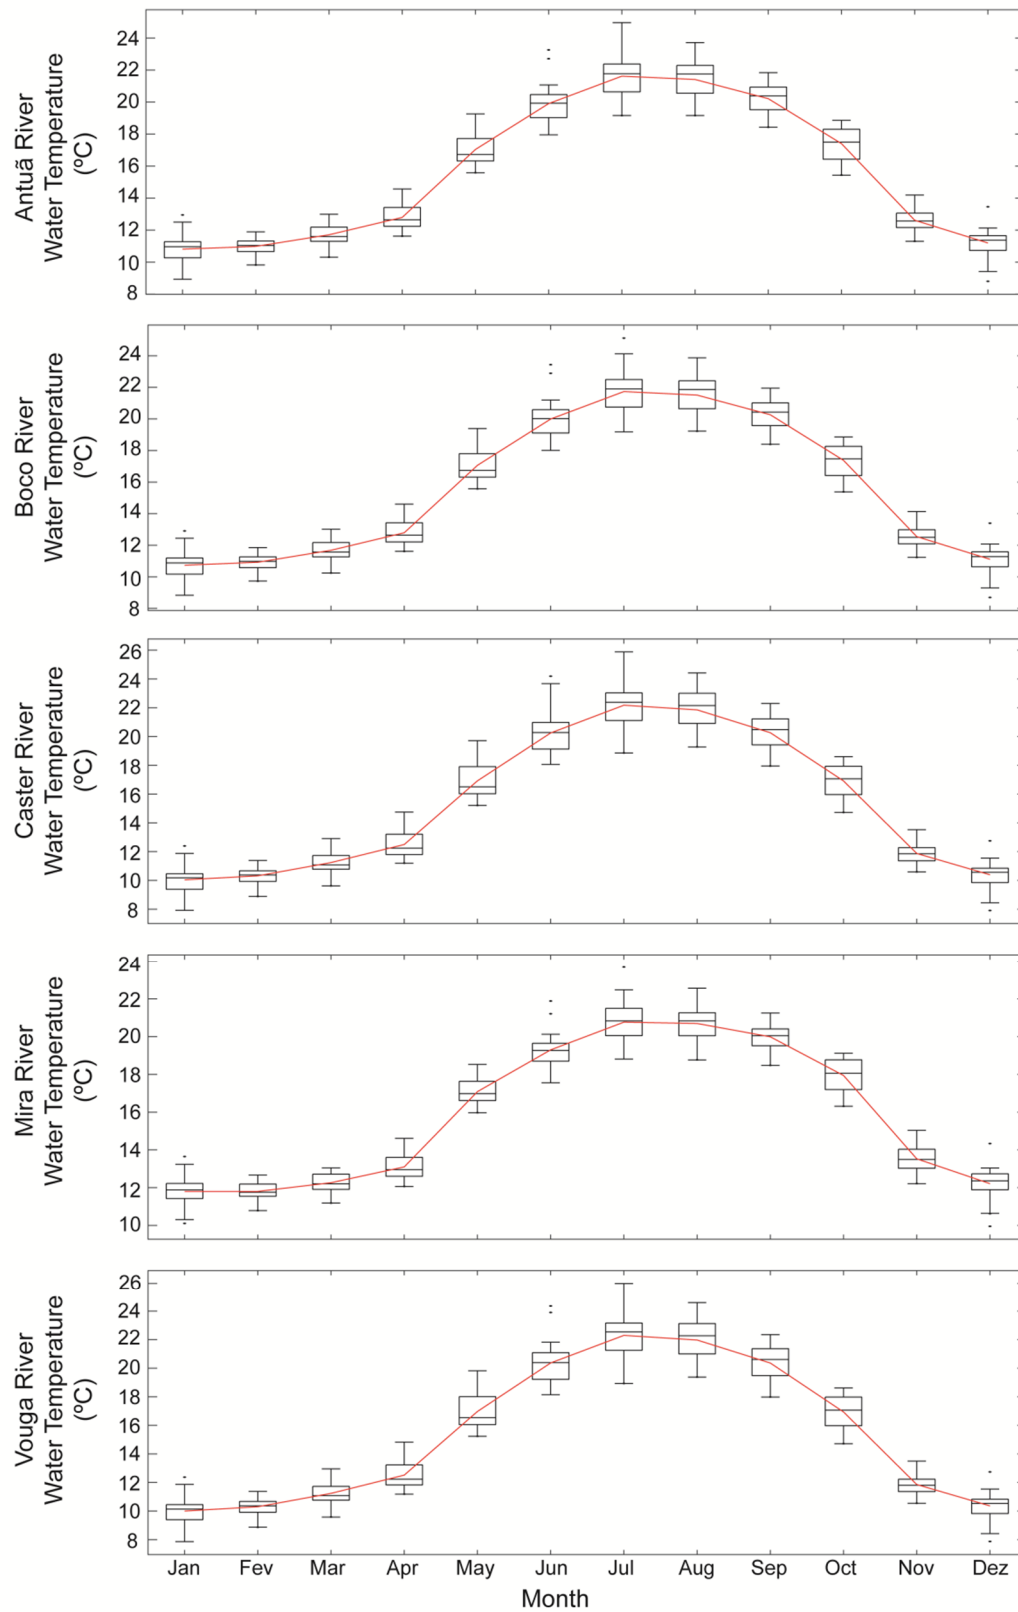 Antuã River
Water Temperature
(ºC)
24
22
20
18
16
14
12
10
8
Boco River
Water Temperature
(ºC)
24
22
20
18
16
14
12
10
8
Caster River
Water Temperature
(ºC)
26
24
22
20
18
16
14
12
10
8
Mira River
Water Temperature
(ºC)
24
22
20
18
16
14
12
10
Vouga River
Water Temperature
(ºC)
26
24
22
20
18
16
14
12
10
8
Jan Fev Mar Apr May Jun Jul Aug Sep Oct Nov Dez
Month